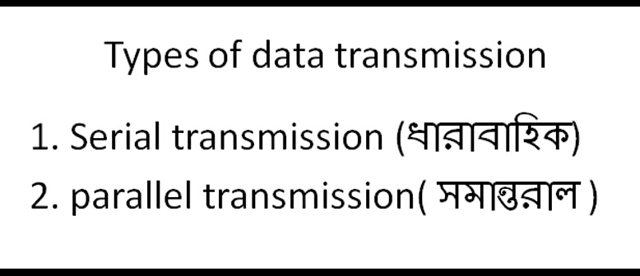 Types of data transmission
1. Serial transmission (ধারাবাহিক)
2. parallel transmission( সমান্তরাল )